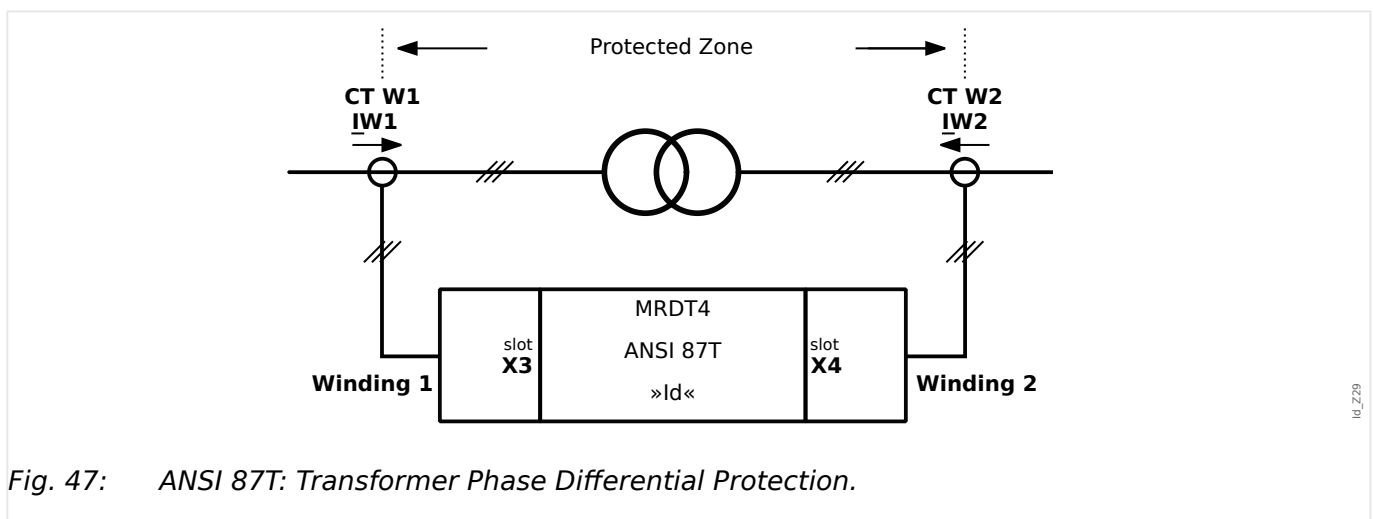 Protected Zone
CT W1
IW1
CT W2
IW2
MRDT4
ANSI 87T
»Id«
slot
X3
slot
X4
Winding 1
Winding 2
Id_Z29
Fig. 47: ANSI 87T: Transformer Phase Differential Protection.